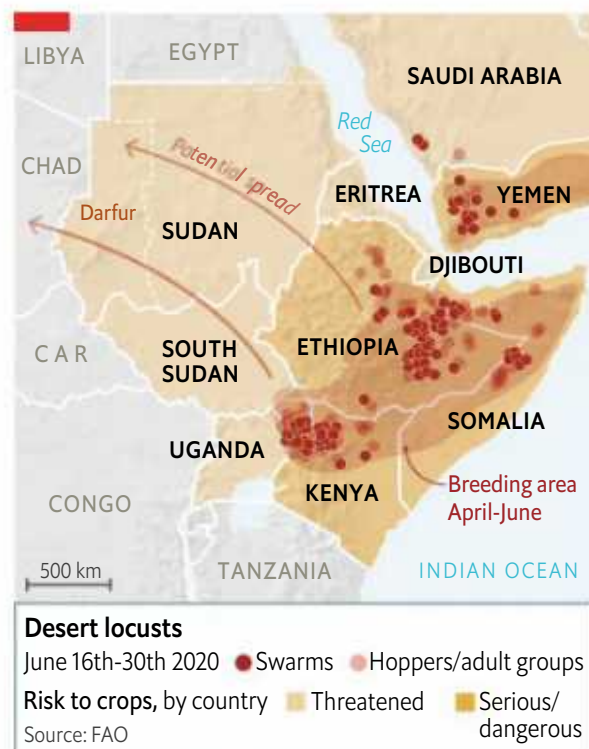 LIBYA
EGYPT
SAUDI ARABIA
Red
Sea
CHAD
Potential spread
Darfur
ERITREA
YEMEN
SUDAN
DJIBOUTI
CAR
SOUTH
SUDAN
ETHIOPIA
SOMALIA
UGANDA
KENYA
Breeding area
April-June
CONGO
500 km
TANZANIA
INDIAN OCEAN
Desert locusts
June 16th-30th 2020 Swarms Hoppers/adult groups
Risk to crops, by country Threatened Serious/
dangerous
Source: FAO